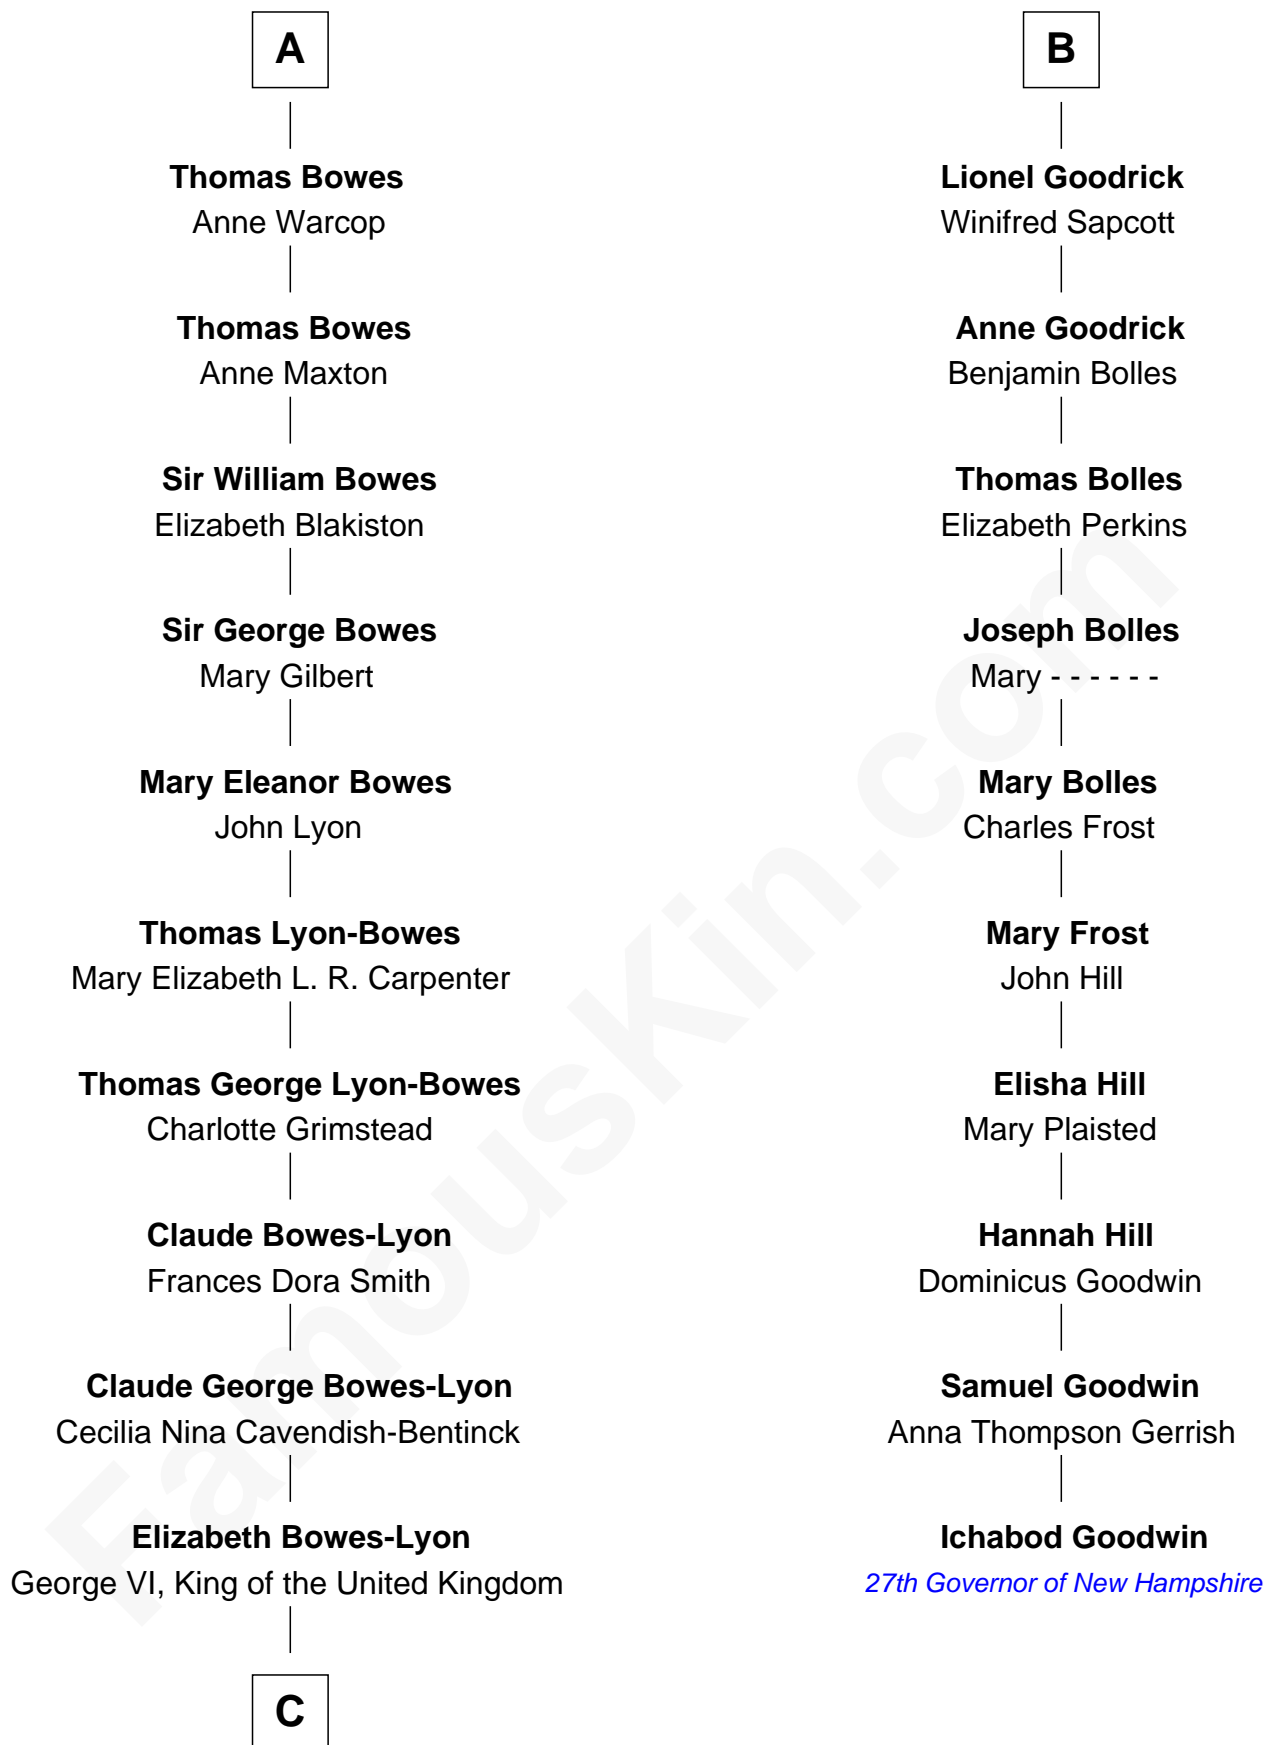 A
Thomas Bowes
Anne Warcop
Thomas Bowes
Anne Maxton
Sir William Bowes
Elizabeth Blakiston
Sir George Bowes
Mary Gilbert
Mary Eleanor Bowes
John Lyon
Thomas Lyon-Bowes
Mary Elizabeth L. R. Carpenter
Thomas George Lyon-Bowes
Charlotte Grimstead
Claude Bowes-Lyon
Frances Dora Smith
Claude George Bowes-Lyon
Cecilia Nina Cavendish-Bentinck
Elizabeth Bowes-Lyon
George VI, King of the United Kingdom
C
B
Lionel Goodrick
Winifred Sapcott
Anne Goodrick
Benjamin Bolles
Thomas Bolles
Elizabeth Perkins
Joseph Bolles
Mary - - - - - -
Mary Bolles
Charles Frost
Mary Frost
John Hill
Elisha Hill
Mary Plaisted
Hannah Hill
Dominicus Goodwin
Samuel Goodwin
Anna Thompson Gerrish
Ichabod Goodwin
27th Governor of New Hampshire
FamousKin.com